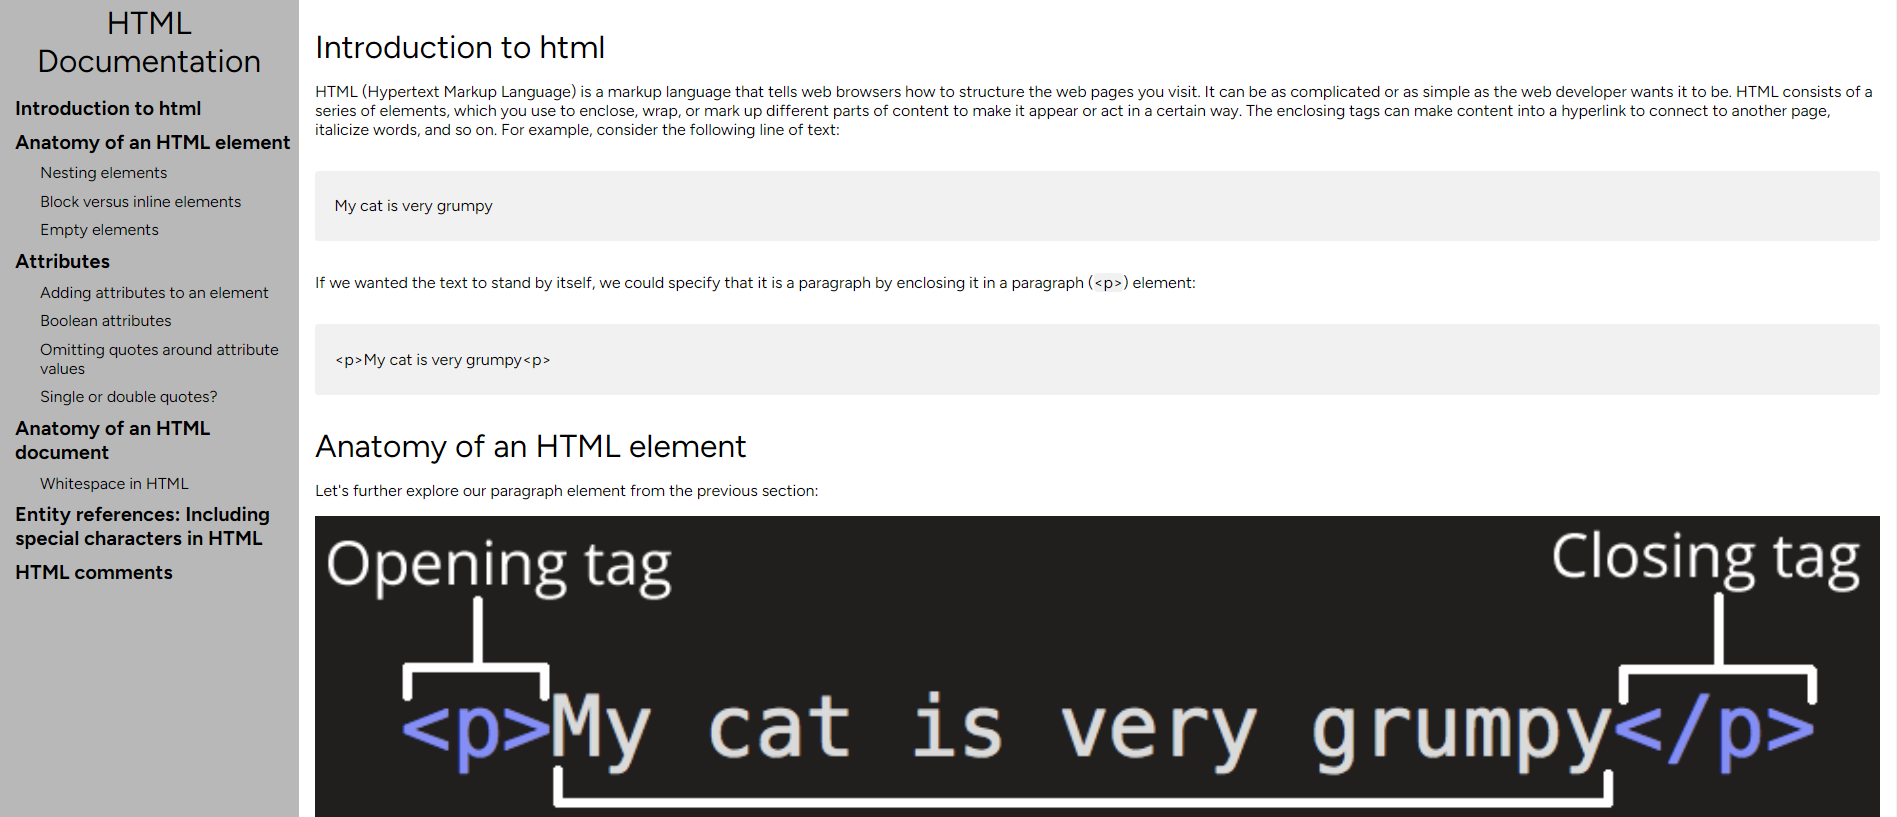 HTML
Documentation
Introduction to html
Anatomy of an HTML element
Nesting elements
Block versus inline elements
Empty elements
Attributes
Adding attributes to an element
Boolean attributes
Omitting quotes around attribute
values
Single or double quotes?
Anatomy of an HTML
document
Whitespace in HTML
Entity references: Including
special characters in HTML
HTML comments
Introduction to html
HTML (Hypertext Markup Language) is a markup language that tells web browsers how to structure the web pages you visit. It can be as complicated or as simple as the web developer wants it to be. HTML consists of a
series of elements, which you use to enclose, wrap, or mark up different parts of content to make it appear or act in a certain way. The enclosing tags can make content into a hyperlink to connect to another page,
italicize words, and so on. For example, consider the following line of text:
My cat is very grumpy
If we wanted the text to stand by itself, we could specify that it is a paragraph by enclosing it in a paragraph (<p>) element:
<p>My cat is very grumpy<p>
Anatomy of an HTML element
Let's further explore our paragraph element from the previous section:
Opening tag
Closing tag
<p>My cat is very grumpy</p>